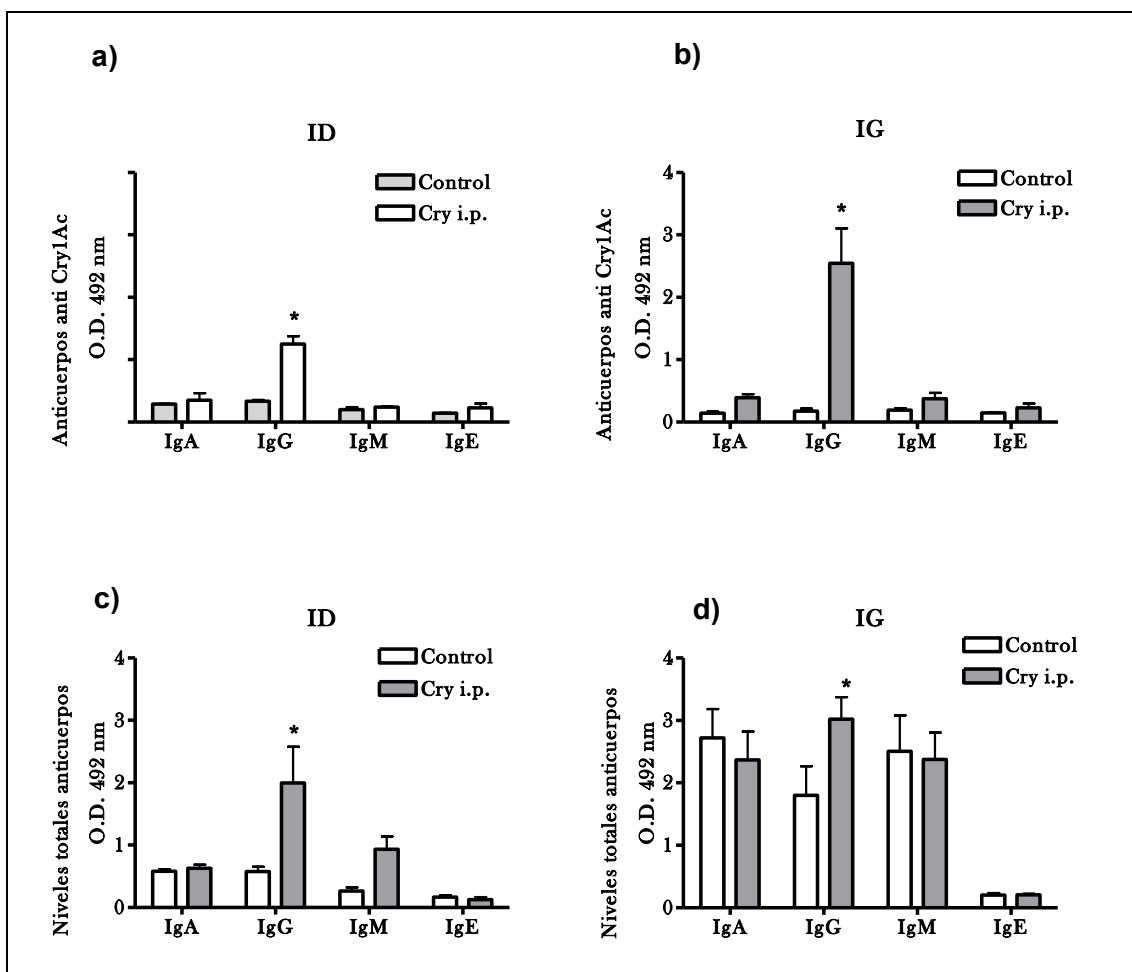 a)
ID
Control
Cry i.p.
Anticuerpos anti Cry1Ac
O.D. 492 nm
*
IgA IgG IgM IgE
b)
IG
Control
Cry i.p.
Anticuerpos anti Cry1Ac
O.D. 492 nm
4
3
2
1
0
*
IgA IgG IgM IgE
c)
ID
Control
Cry i.p.
Niveles totales anticuerpos
O.D. 492 nm
4
3
2
1
0
*
IgA IgG IgM IgE
d)
IG
Control
Cry i.p.
Niveles totales anticuerpos
O.D. 492 nm
4
3
2
1
0
*
IgA IgG IgM IgE